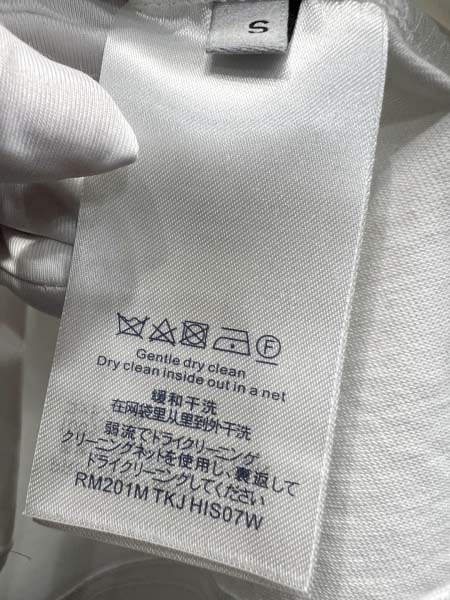 S
F
Gentle dry clean
Dry clean inside out in a net
缓和干洗
在网袋里从里到外干洗
弱流でトライクリーニング
クリーニングネットを使用し、裏返して
トライクリーニングしてください
RM201M TKJ HIS07W